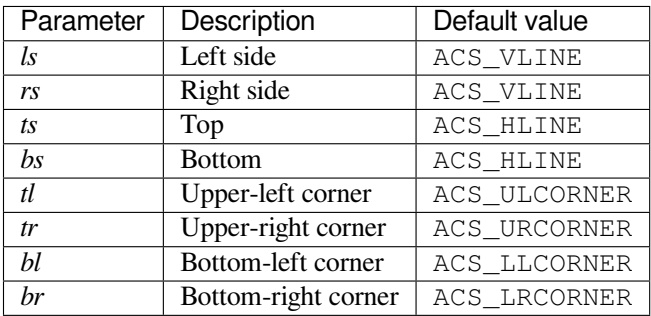 Parameter Description Default value
ls Left side ACS_VLINE
rs Right side ACS_VLINE
ts Top ACS_HLINE
bs Bottom ACS_HLINE
tl Upper-left corner ACS_ULCORNER
tr Upper-right corner ACS_URCORNER
bl Bottom-left corner ACS_LLCORNER
br Bottom-right corner ACS_LRCORNER